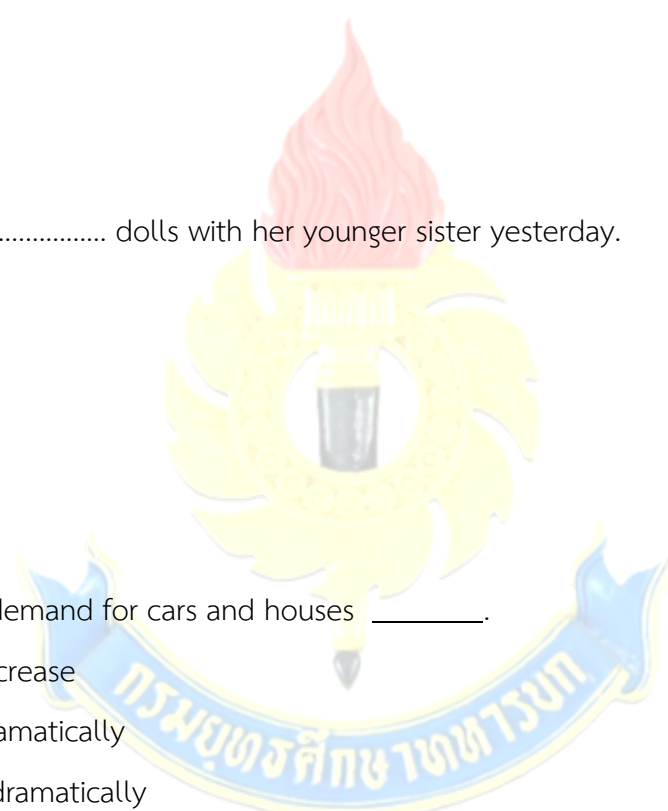 ................ dolls with her younger sister yesterday.
demand for cars and houses ________.
crease
amatically
dramatically
กรมยุทธศึกษาทหารบก